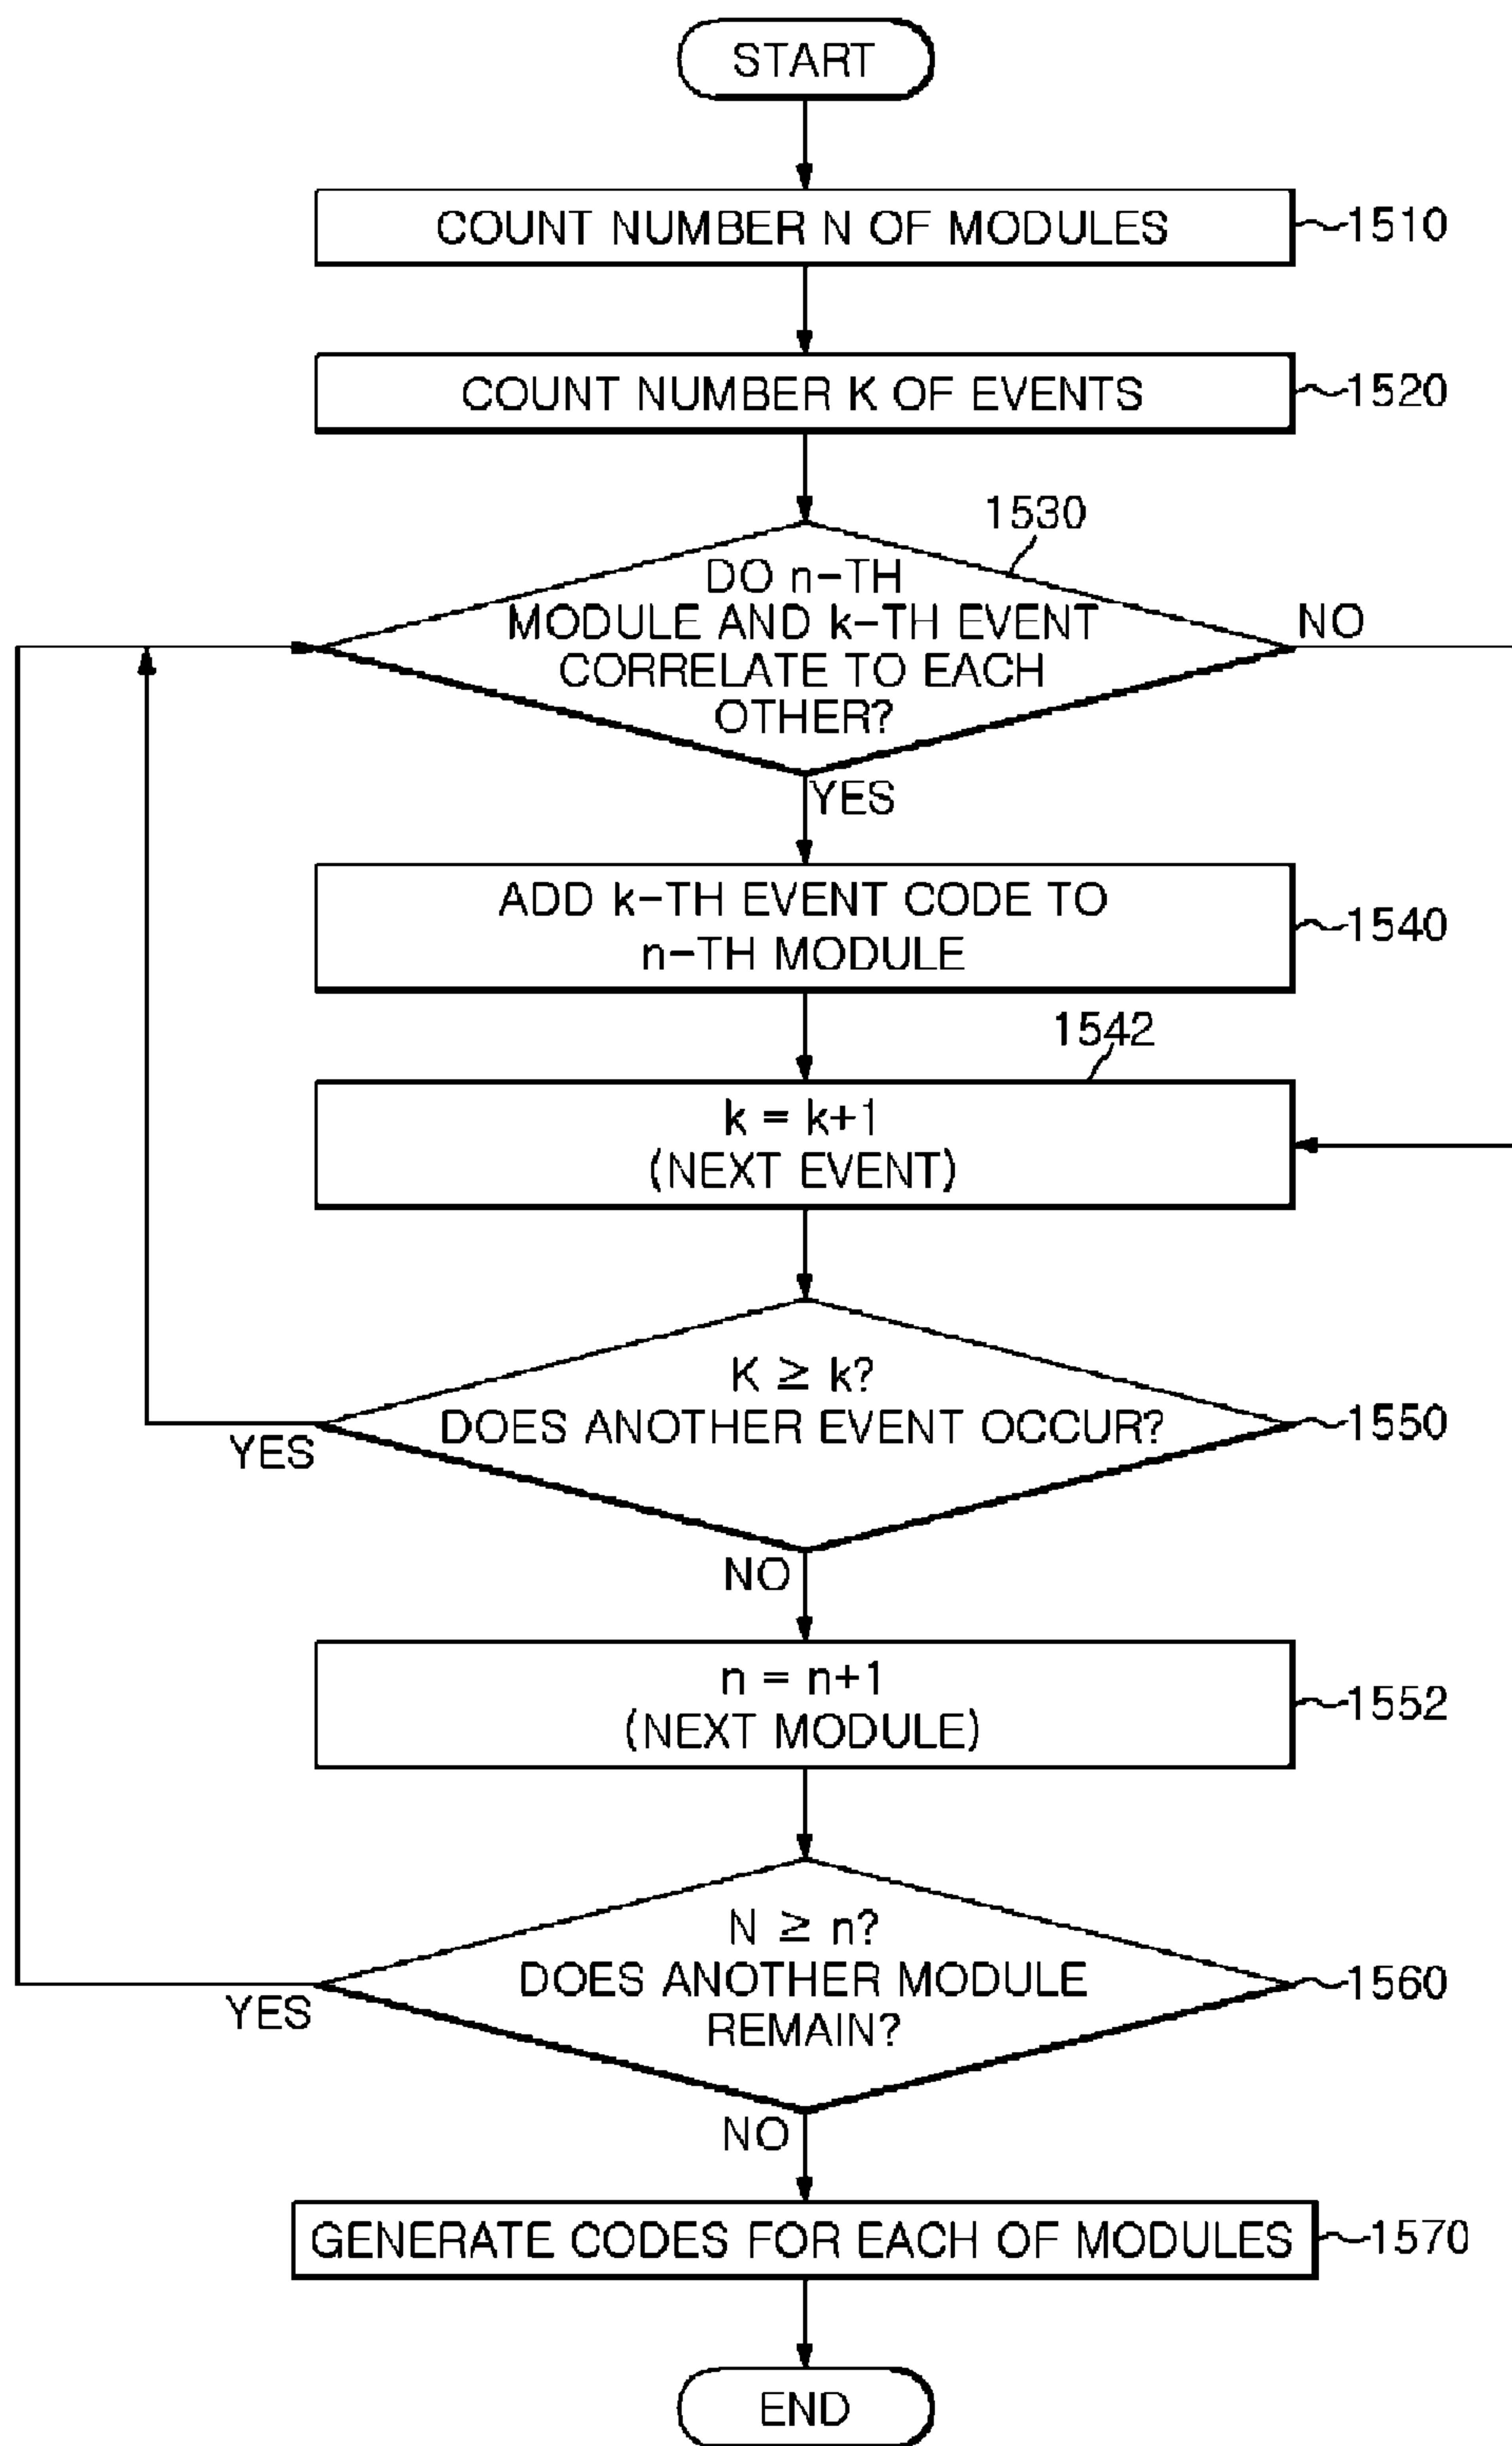 START
COUNT NUMBER N OF MODULES
1510
COUNT NUMBER K OF EVENTS
1520
1530
DO n-TH
MODULE AND k-TH EVENT
CORRELATE TO EACH
OTHER?
NO
YES
ADD k-TH EVENT CODE TO
n-TH MODULE
1540
1542
k = k+1
(NEXT EVENT)
K ≥ k?
DOES ANOTHER EVENT OCCUR?
1550
YES
NO
n = n+1
(NEXT MODULE)
1552
N ≥ n?
DOES ANOTHER MODULE
REMAIN?
1560
YES
NO
GENERATE CODES FOR EACH OF MODULES
1570
END